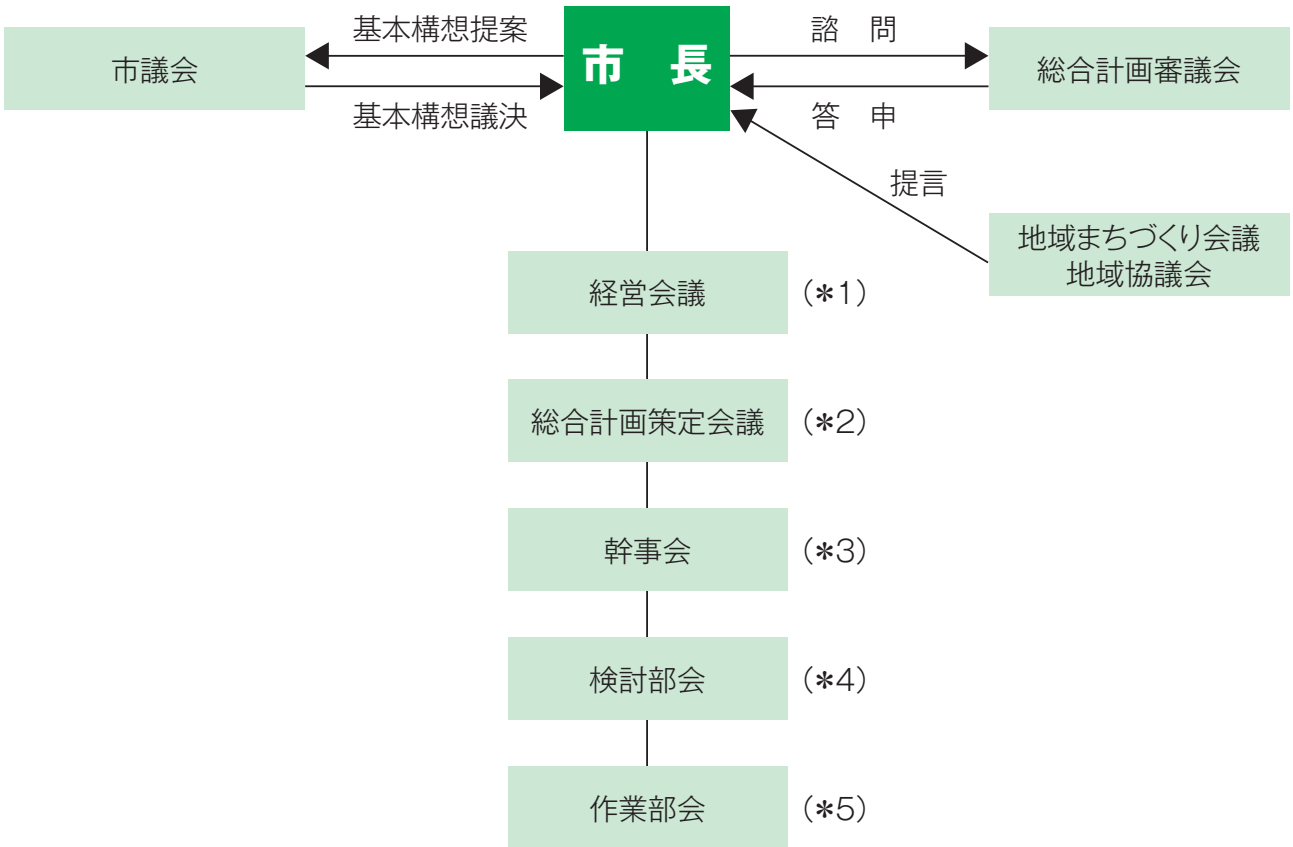 基本構想提案
市議会
基本構想議決
市 長
諮 問
総合計画審議会
答 申
提言
地域まちづくり会議
地域協議会
経営会議
(*1)
総合計画策定会議
(*2)
幹事会
(*3)
検討部会
(*4)
作業部会
(*5)